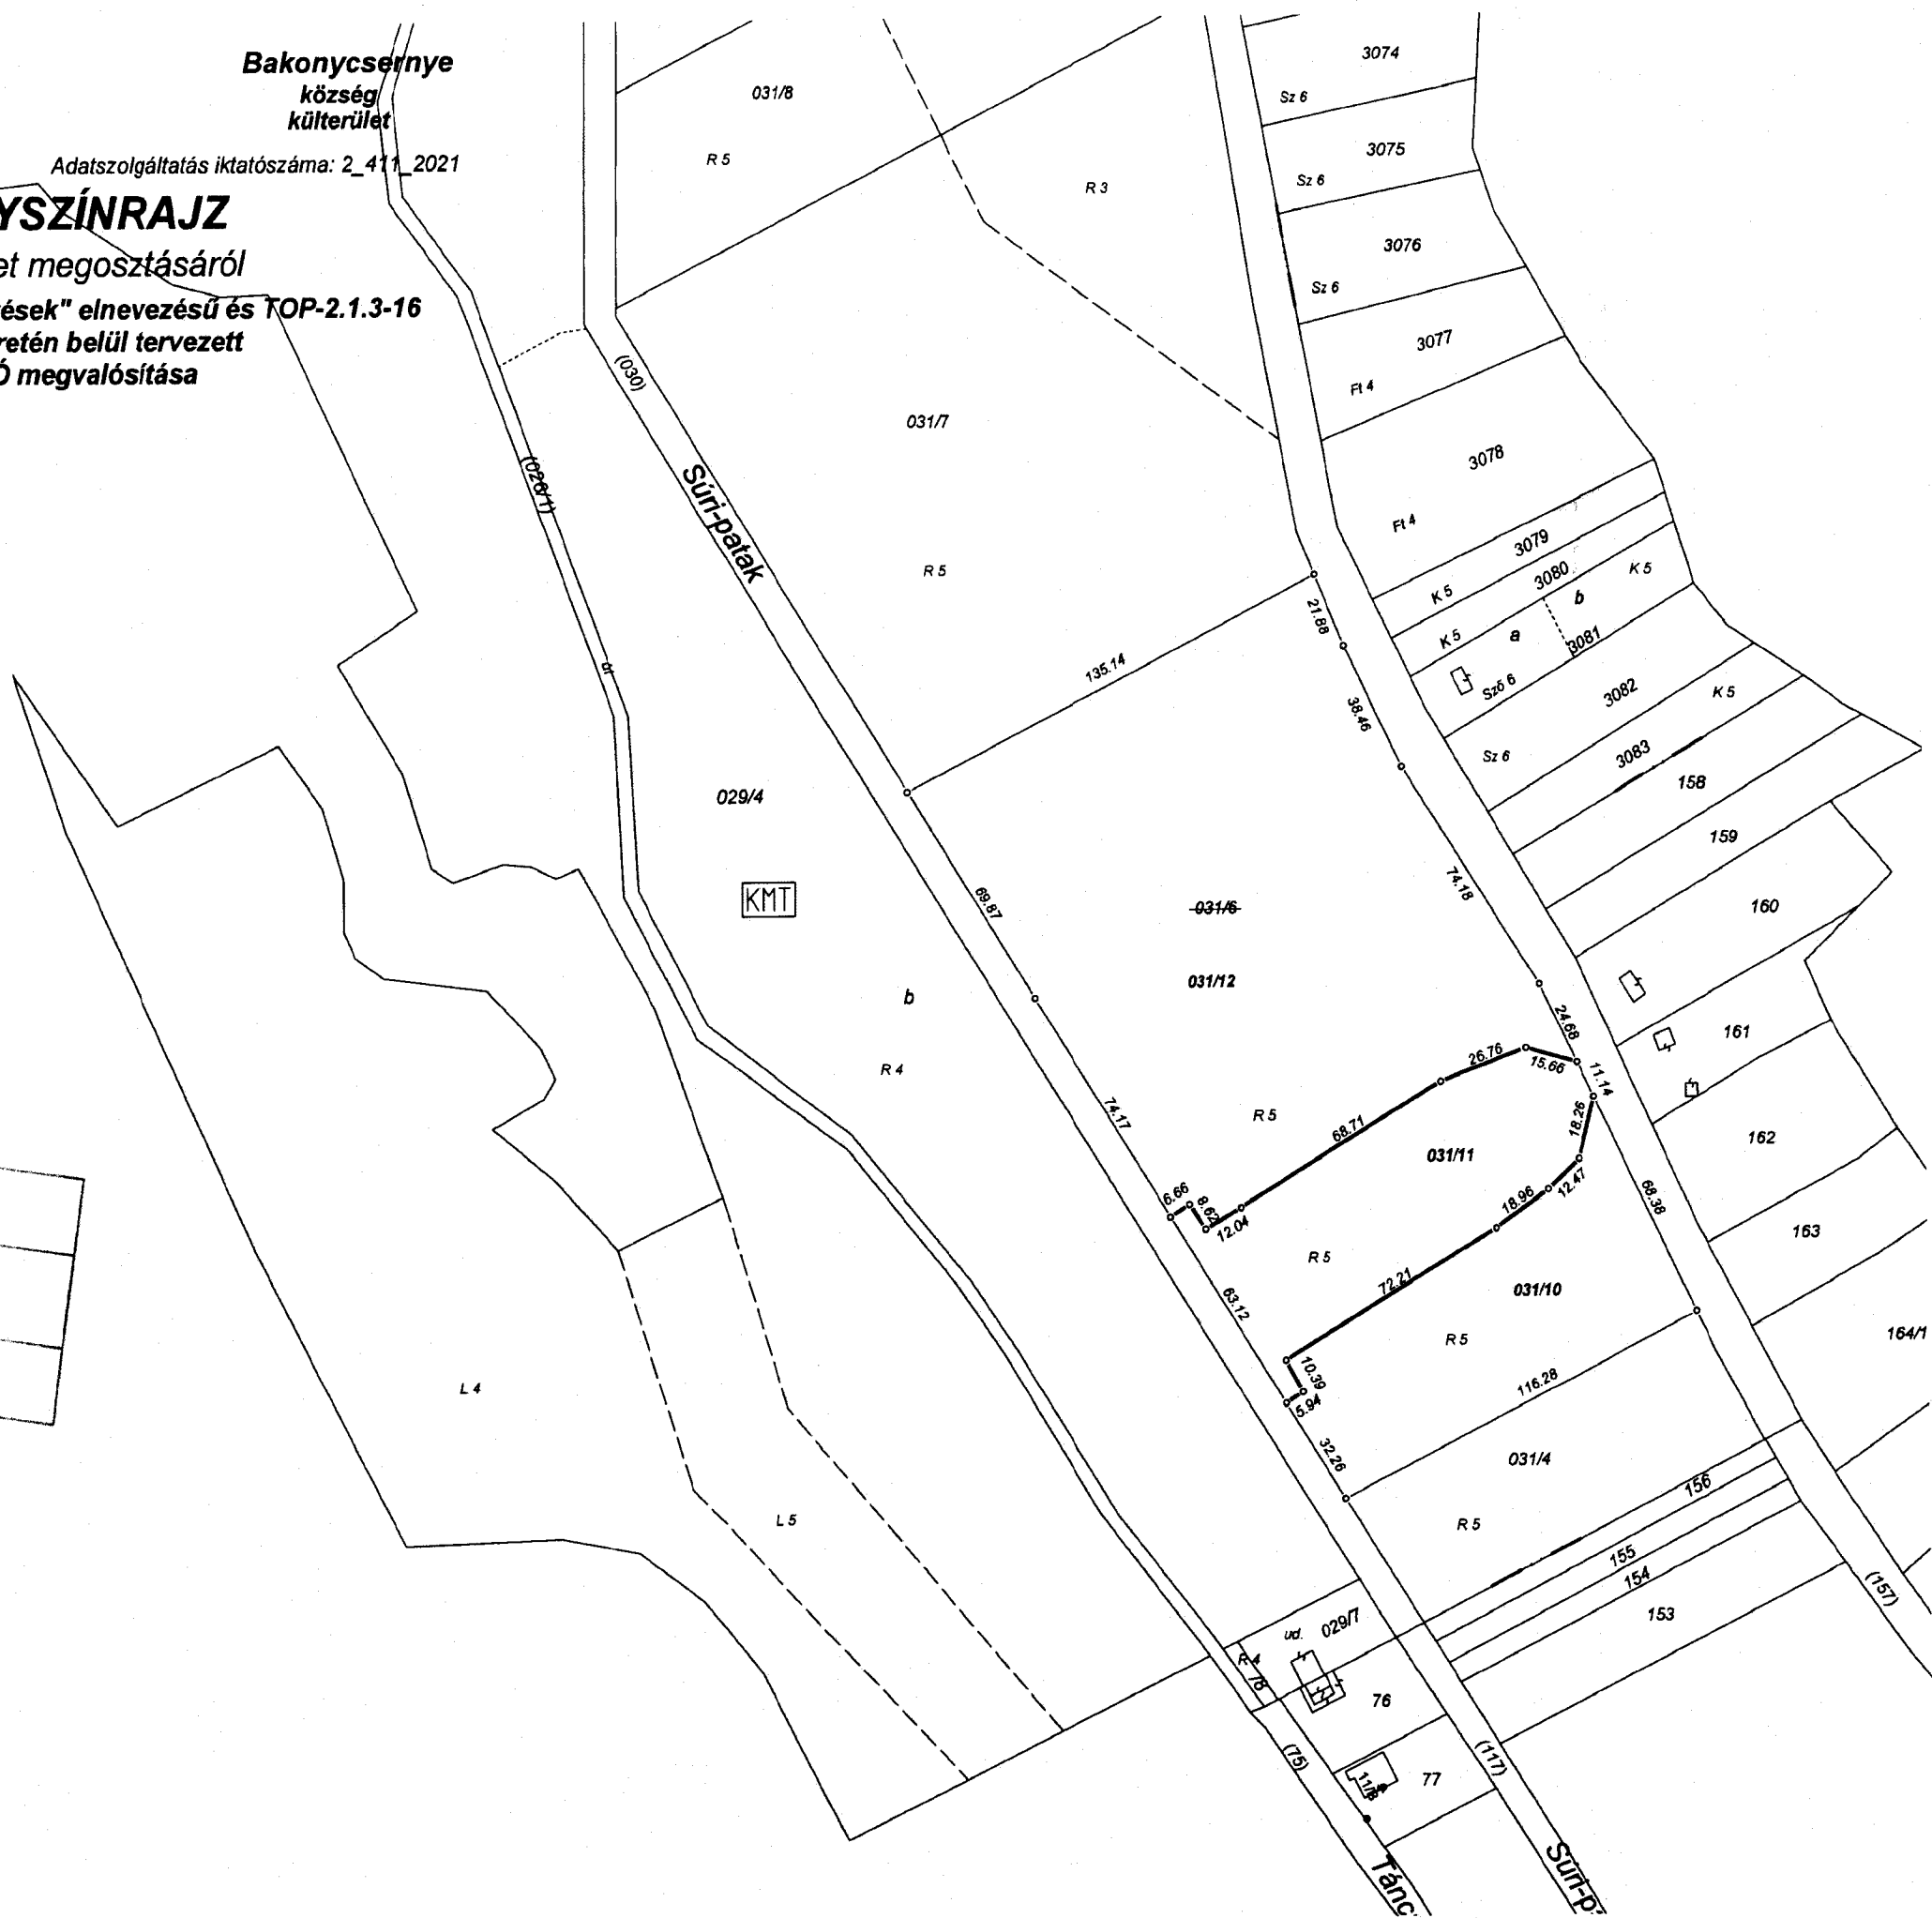 Bakonycsernye
község
külterület
Adatszolgáltatás iktatószáma: 2_411_2021
YSZÍNRAJZ
et megosztásáról
ések" elnevezésű és TOP-2.1.3-16
retén belül tervezett
Ó megvalósítása
031/8
R 5
R 3
3074
Sz 6
3075
Sz 6
3076
Sz 6
3077
Ft 4
3078
Ft 4
3079
K 5
3080
K 5
K 5
b
a
3081
Sző 6
3082
K 5
Sz 6
3083
158
159
160
161
162
163
164/1
(030)
(026/1)
Súri-patak
út
031/7
R 5
135.14
21.88
38.46
74.18
24.68
11.14
68.38
029/4
KMT
b
R 4
69.87
74.17
63.12
32.26
031/6
031/12
R 5
26.76
15.66
68.71
18.26
031/11
12.47
18.96
6.66
8.62
12.04
R 5
72.21
031/10
R 5
10.39
5.94
116.28
031/4
R 5
L 4
L 5
156
155
154
153
(157)
029/7
ud.
R 4
78
76
77
11/B
(75)
(117)
Tánc
Súri-p